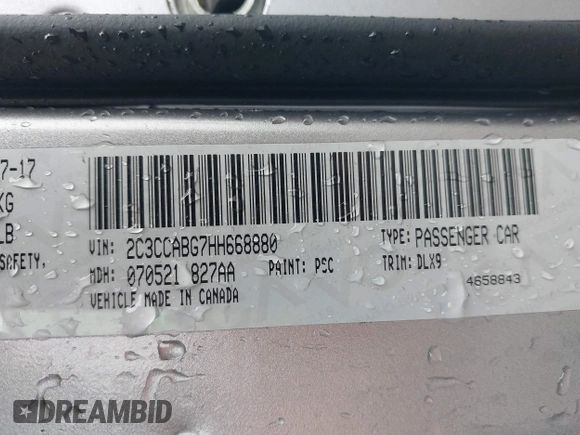 7-17
KG
LB
SAFETY,
VIN: 2C3CCABG7HH668880 TYPE: PASSENGER CAR
MDH: 070521 827AA PAINT: PSC TRIM: DLX9
VEHICLE MADE IN CANADA 4658843
DREAMBID